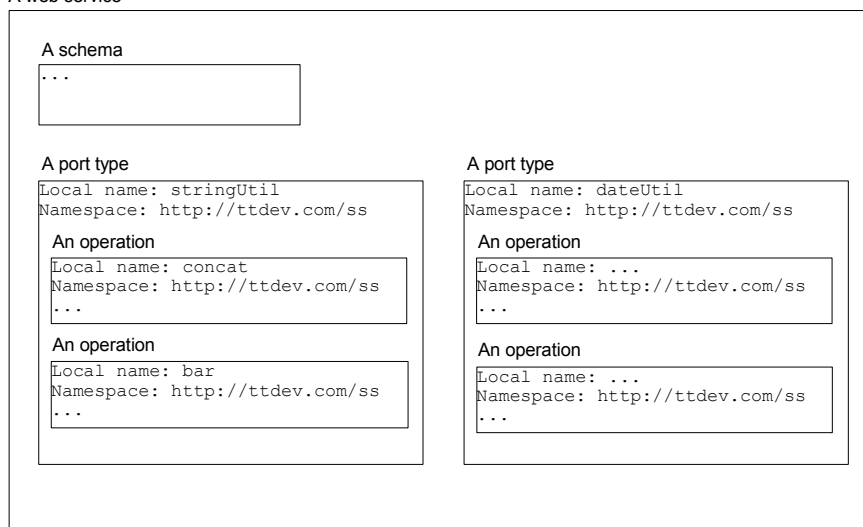 A web service
A schema
...
A port type
Local name: stringUtil
Namespace: http://ttdev.com/ss
An operation
Local name: concat
Namespace: http://ttdev.com/ss
...
An operation
Local name: bar
Namespace: http://ttdev.com/ss
...
A port type
Local name: dateUtil
Namespace: http://ttdev.com/ss
An operation
Local name: ...
Namespace: http://ttdev.com/ss
...
An operation
Local name: ...
Namespace: http://ttdev.com/ss
...